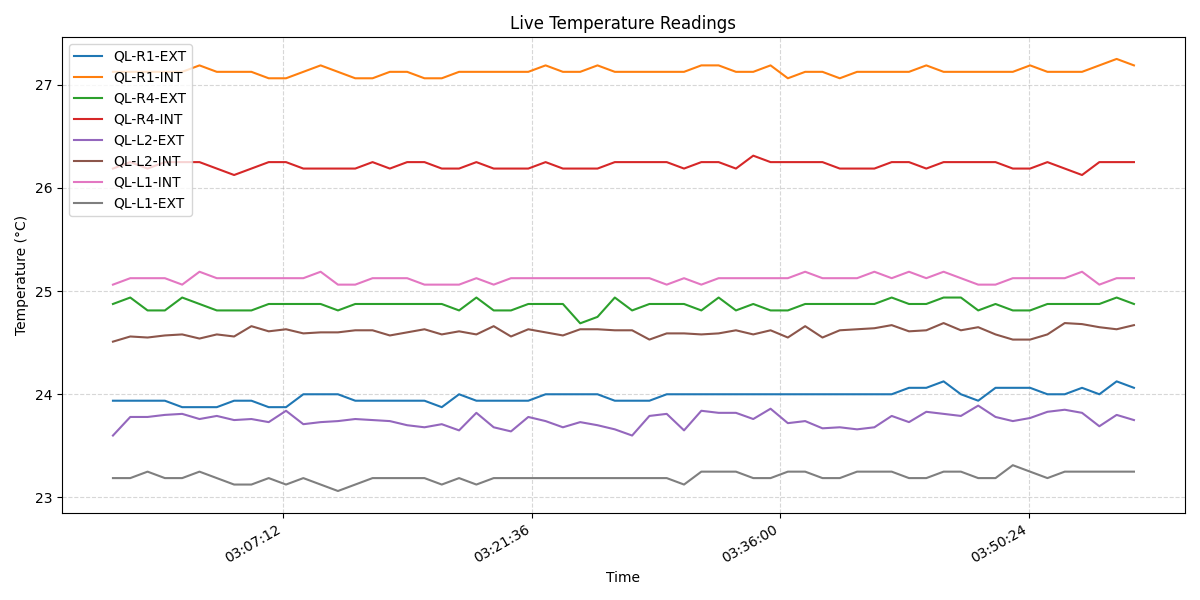 Live Temperature Readings
QL-R1-EXT
QL-R1-INT
QL-R4-EXT
QL-R4-INT
QL-L2-EXT
QL-L2-INT
QL-L1-INT
QL-L1-EXT
Temperature (°C)
27
26
25
24
23
03:07:12
03:21:36
03:36:00
03:50:24
Time